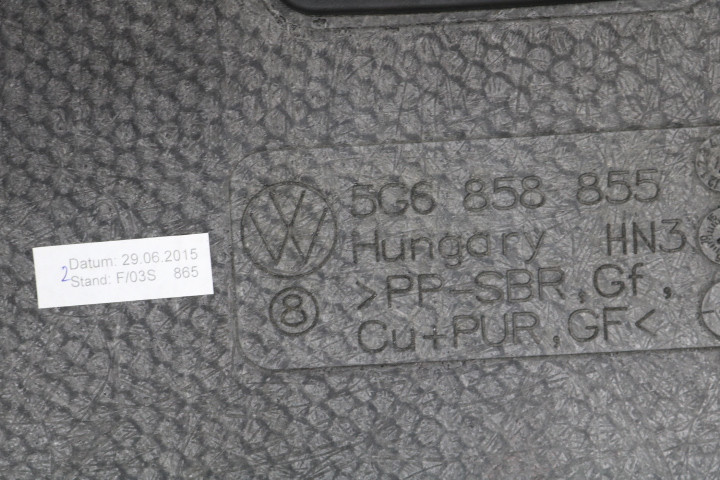 5G6 858 855
Hungary HN3
>PP-SBR,Gf,
Cu+PUR,GF<
8
Datum: 29.06.2015
2 Stand: F/03S 865